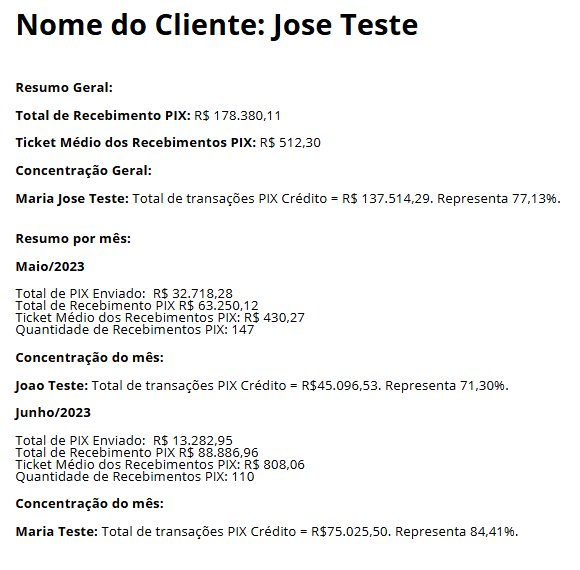 Nome do Cliente: Jose Teste
Resumo Geral:
Total de Recebimento PIX: R$ 178.380,11
Ticket Médio dos Recebimentos PIX: R$ 512,30
Concentração Geral:
Maria Jose Teste: Total de transações PIX Crédito = R$ 137.514,29. Representa 77,13%.
Resumo por mês:
Maio/2023
Total de PIX Enviado:  R$ 32.718,28
Total de Recebimento PIX R$ 63.250,12
Ticket Médio dos Recebimentos PIX: R$ 430,27
Quantidade de Recebimentos PIX: 147
Concentração do mês:
Joao Teste: Total de transações PIX Crédito = R$45.096,53. Representa 71,30%.
Junho/2023
Total de PIX Enviado:  R$ 13.282,95
Total de Recebimento PIX R$ 88.886,96
Ticket Médio dos Recebimentos PIX: R$ 808,06
Quantidade de Recebimentos PIX: 110
Concentração do mês:
Maria Teste: Total de transações PIX Crédito = R$75.025,50. Representa 84,41%.